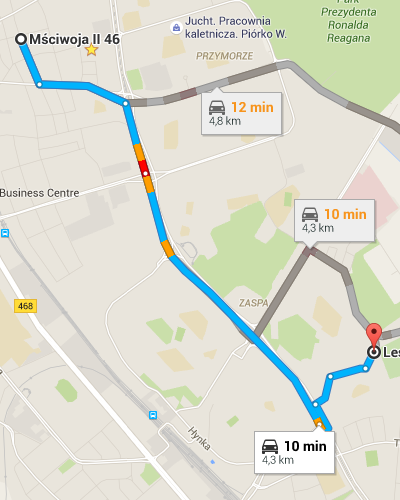 Park
Prezydenta
Ronalda
Reagana
Jucht. Pracownia
kaletnicza. Piórko W.
Mściwoja II 46
PRZYMORZE
12 min
4,8 km
Business Centre
10 min
4,3 km
468
ZASPA
Les
Hynka
10 min
4,3 km
T